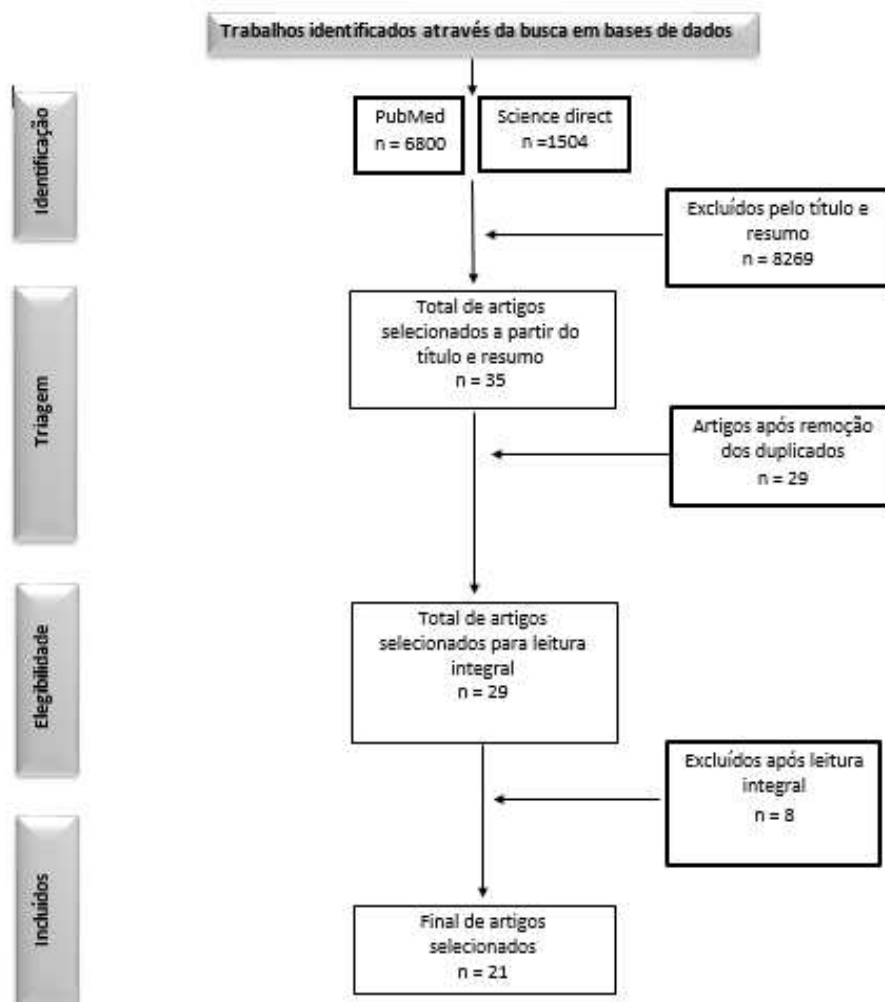 Trabalhos identificados através da busca em bases de dados
Identificação
PubMed
n = 6800
Science direct
n =1504
Excluídos pelo título e
resumo
n = 8269
Triagem
Total de artigos
selecionados a partir do
título e resumo
n = 35
Artigos após remoção
dos duplicados
n = 29
Elegibilidade
Total de artigos
selecionados para leitura
integral
n = 29
Excluídos após leitura
integral
n = 8
Incluídos
Final de artigos
selecionados
n = 21